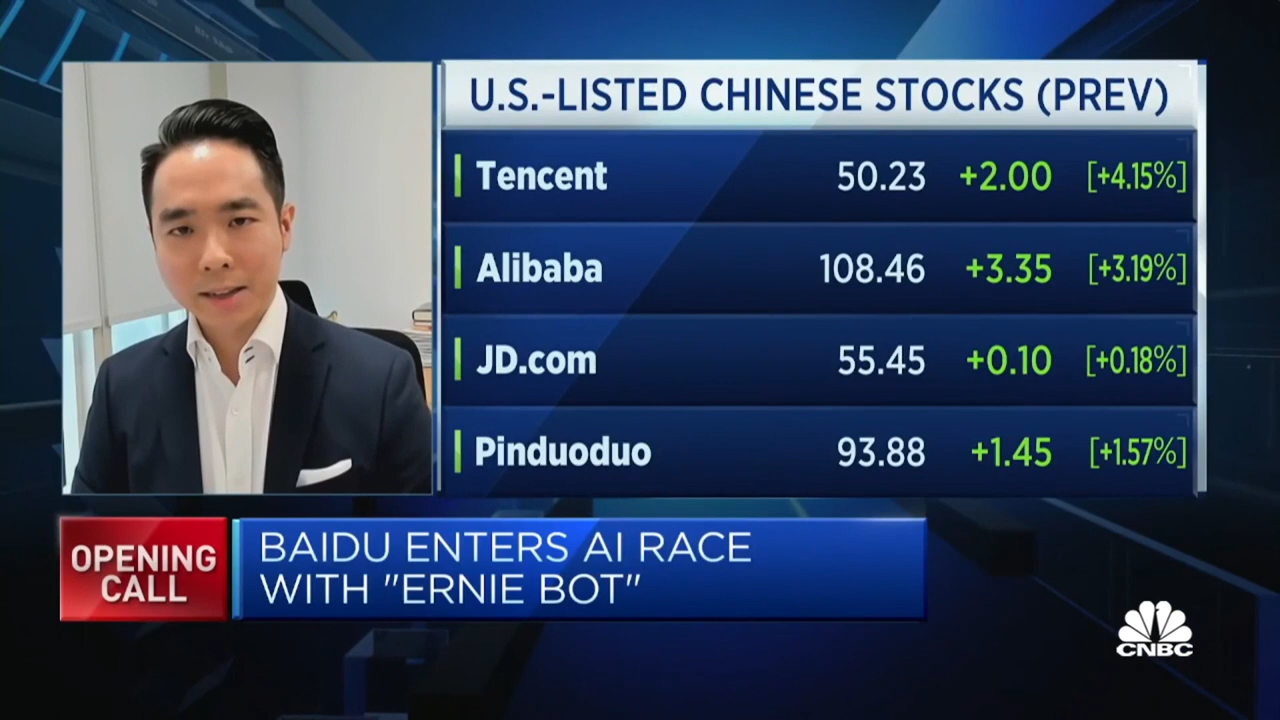 U.S.-LISTED CHINESE STOCKS (PREV)
Tencent 50.23 +2.00 [+4.15%]
Alibaba 108.46 +3.35 [+3.19%]
JD.com 55.45 +0.10 [+0.18%]
Pinduoduo 93.88 +1.45 [+1.57%]
OPENING
CALL
BAIDU ENTERS AI RACE
WITH "ERNIE BOT"
CNBC